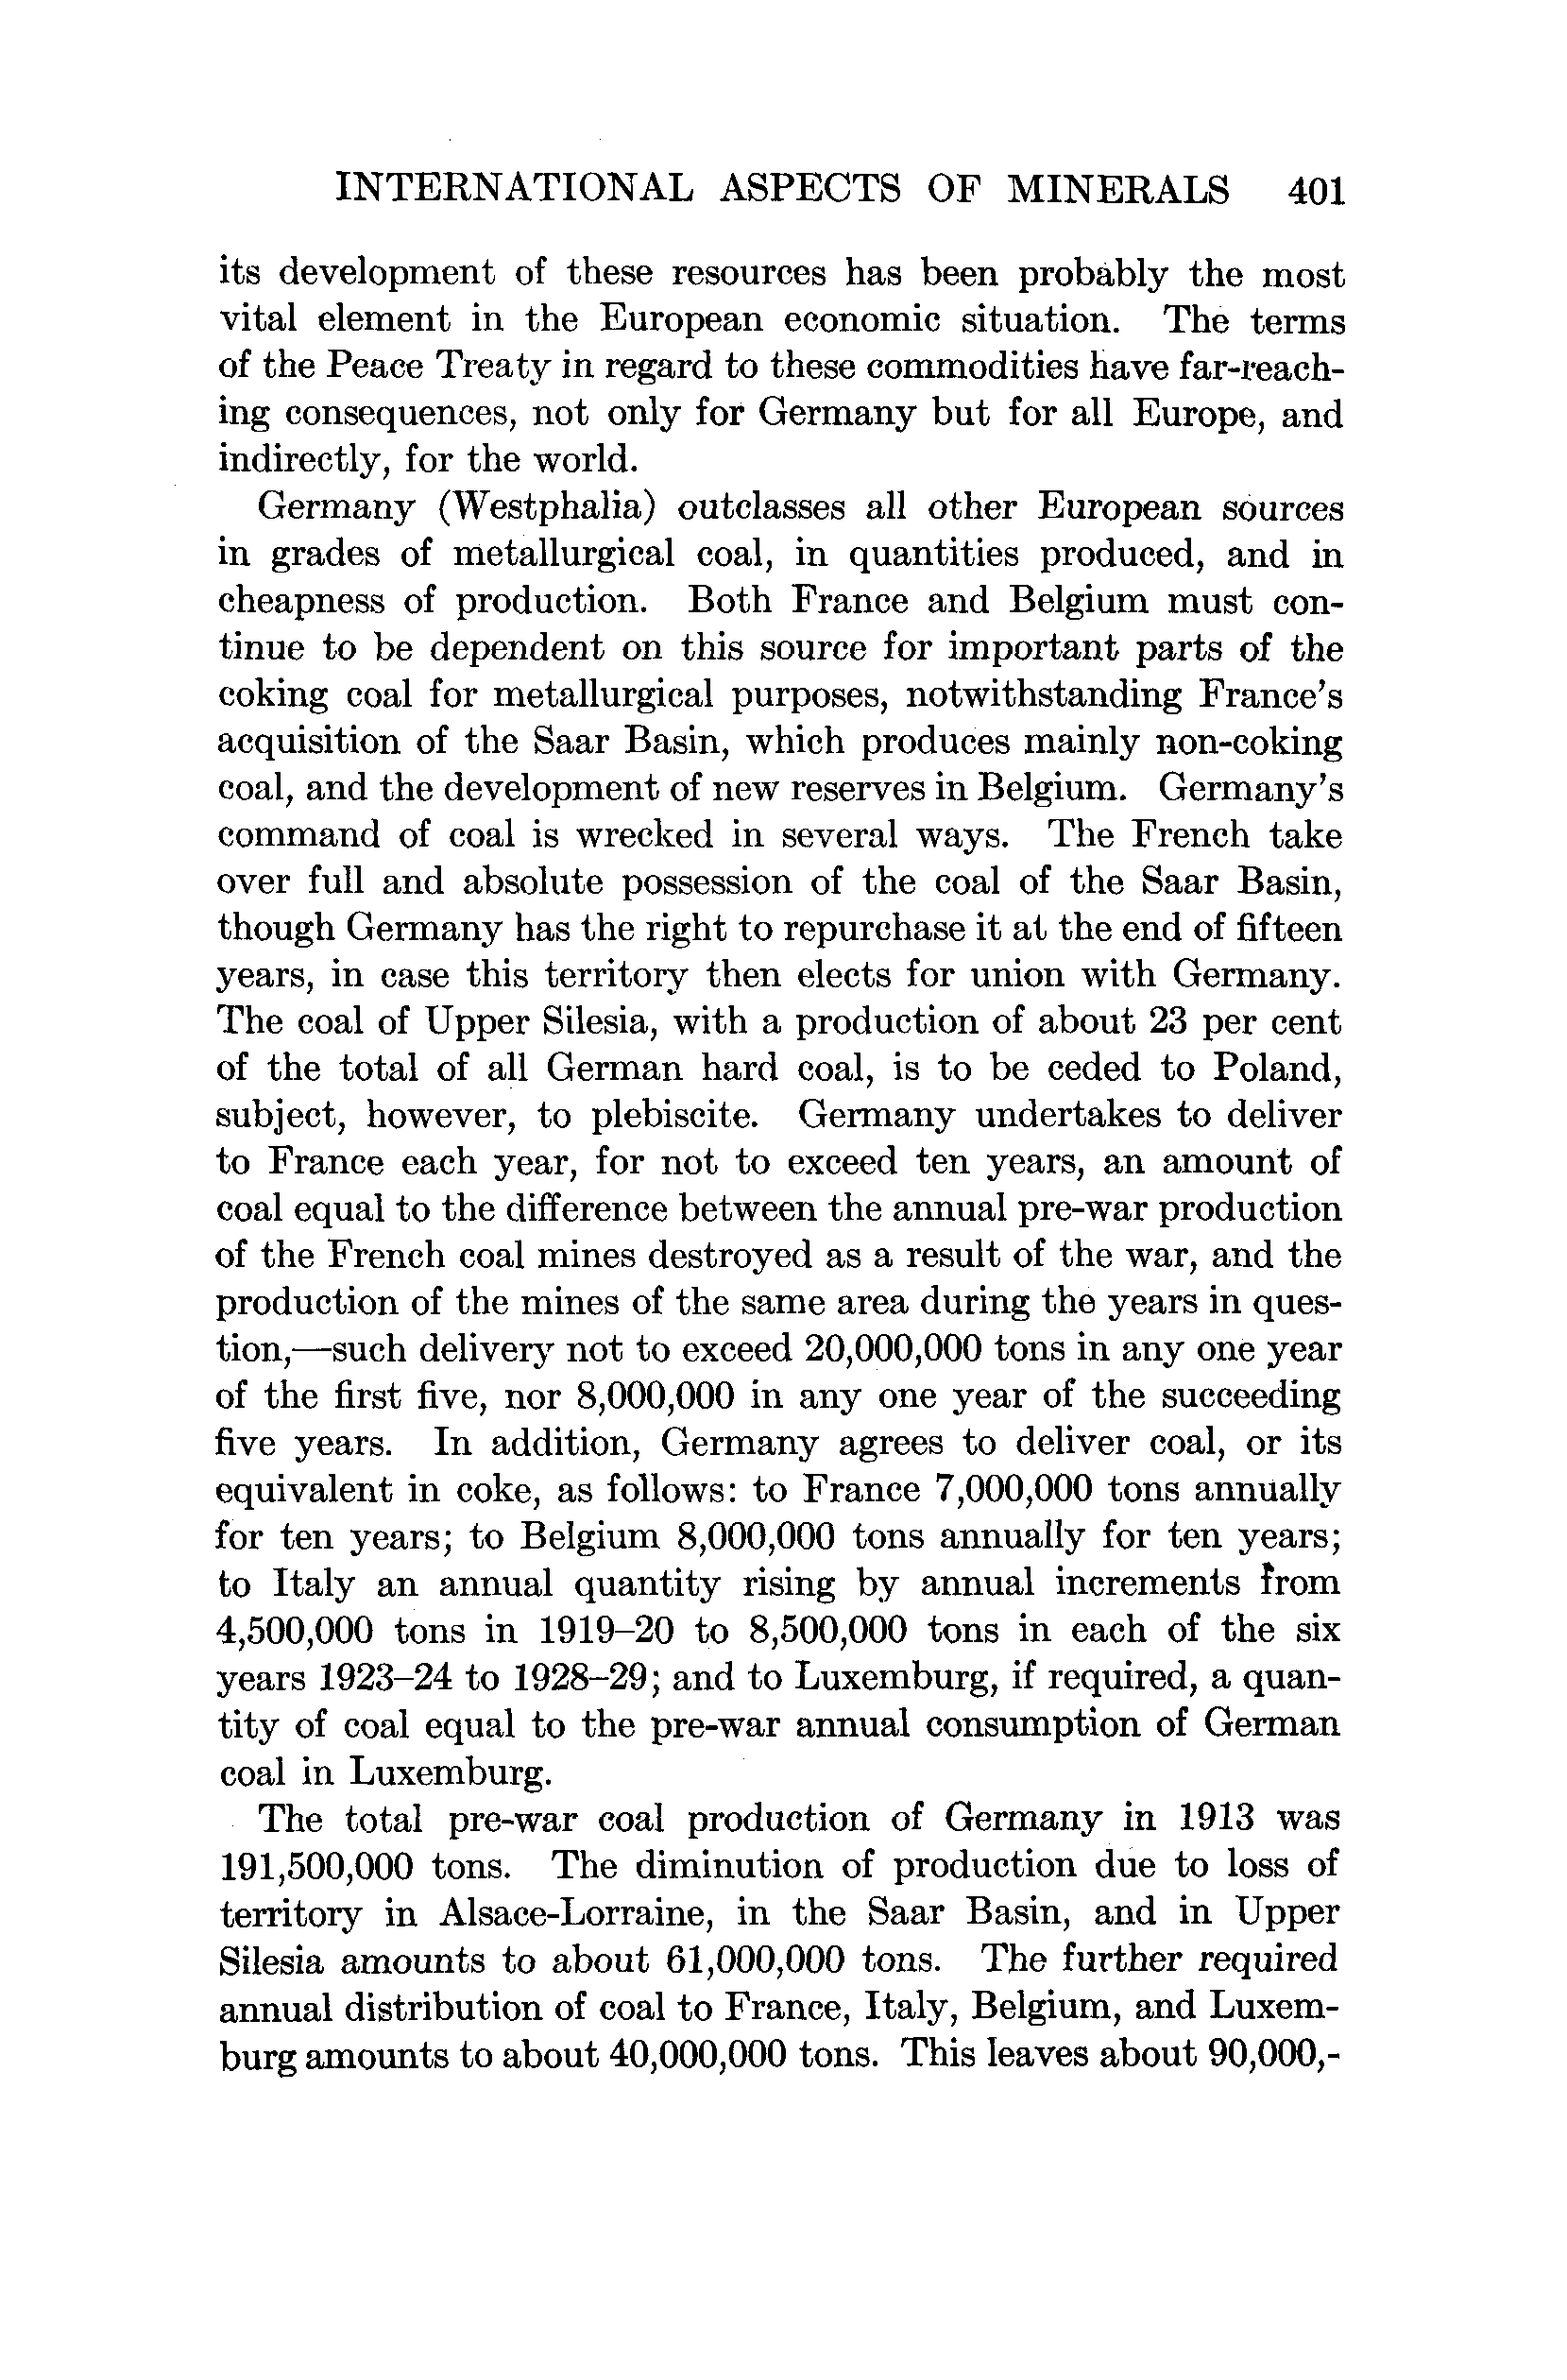 INTERNATIONAL ASPECTS OF MINERALS 401
its development of these resources has been probably the most
vital element in the European economic situation. The terms
of the Peace Treaty in regard to these commodities have far-reach-
ing consequences, not only for Germany but for all Europe, and
indirectly, for the world.
Germany (Westphalia) outclasses all other European sources
in grades of metallurgical coal, in quantities produced, and in
cheapness of production. Both France and Belgium must con-
tinue to be dependent on this source for important parts of the
coking coal for metallurgical purposes, notwithstanding France's
acquisition of the Saar Basin, which produces mainly non-coking
coal, and the development of new reserves in Belgium. Germany's
command of coal is wrecked in several ways. The French take
over full and absolute possession of the coal of the Saar Basin,
though Germany has the right to repurchase it at the end of fifteen
years, in case this territory then elects for union with Germany.
The coal of Upper Silesia, with a production of about 23 per cent
of the total of all German hard coal, is to be ceded to Poland,
subject, however, to plebiscite. Germany undertakes to deliver
to France each year, for not to exceed ten years, an amount of
coal equal to the difference between the annual pre-war production
of the French coal mines destroyed as a result of the war, and the
production of the mines of the same area during the years in ques-
tion,—such delivery not to exceed 20,000,000 tons in any one year
of the first five, nor 8,000,000 in any one year of the succeeding
five years. In addition, Germany agrees to deliver coal, or its
equivalent in coke, as follows: to France 7,000,000 tons annually
for ten years; to Belgium 8,000,000 tons annually for ten years;
to Italy an annual quantity rising by annual increments from
4,500,000 tons in 1919–20 to 8,500,000 tons in each of the six
years 1923–24 to 1928–29; and to Luxemburg, if required, a quan-
tity of coal equal to the pre-war annual consumption of German
coal in Luxemburg.
The total pre-war coal production of Germany in 1913 was
191,500,000 tons. The diminution of production due to loss of
territory in Alsace-Lorraine, in the Saar Basin, and in Upper
Silesia amounts to about 61,000,000 tons. The further required
annual distribution of coal to France, Italy, Belgium, and Luxem-
burg amounts to about 40,000,000 tons. This leaves about 90,000,-